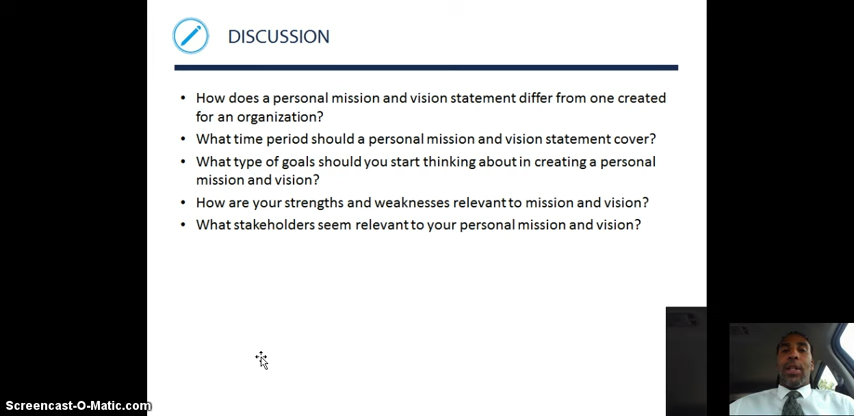 DISCUSSION
• How does a personal mission and vision statement differ from one created
for an organization?
• What time period should a personal mission and vision statement cover?
• What type of goals should you start thinking about in creating a personal
mission and vision?
• How are your strengths and weaknesses relevant to mission and vision?
• What stakeholders seem relevant to your personal mission and vision?
Screencast-O-Matic.com